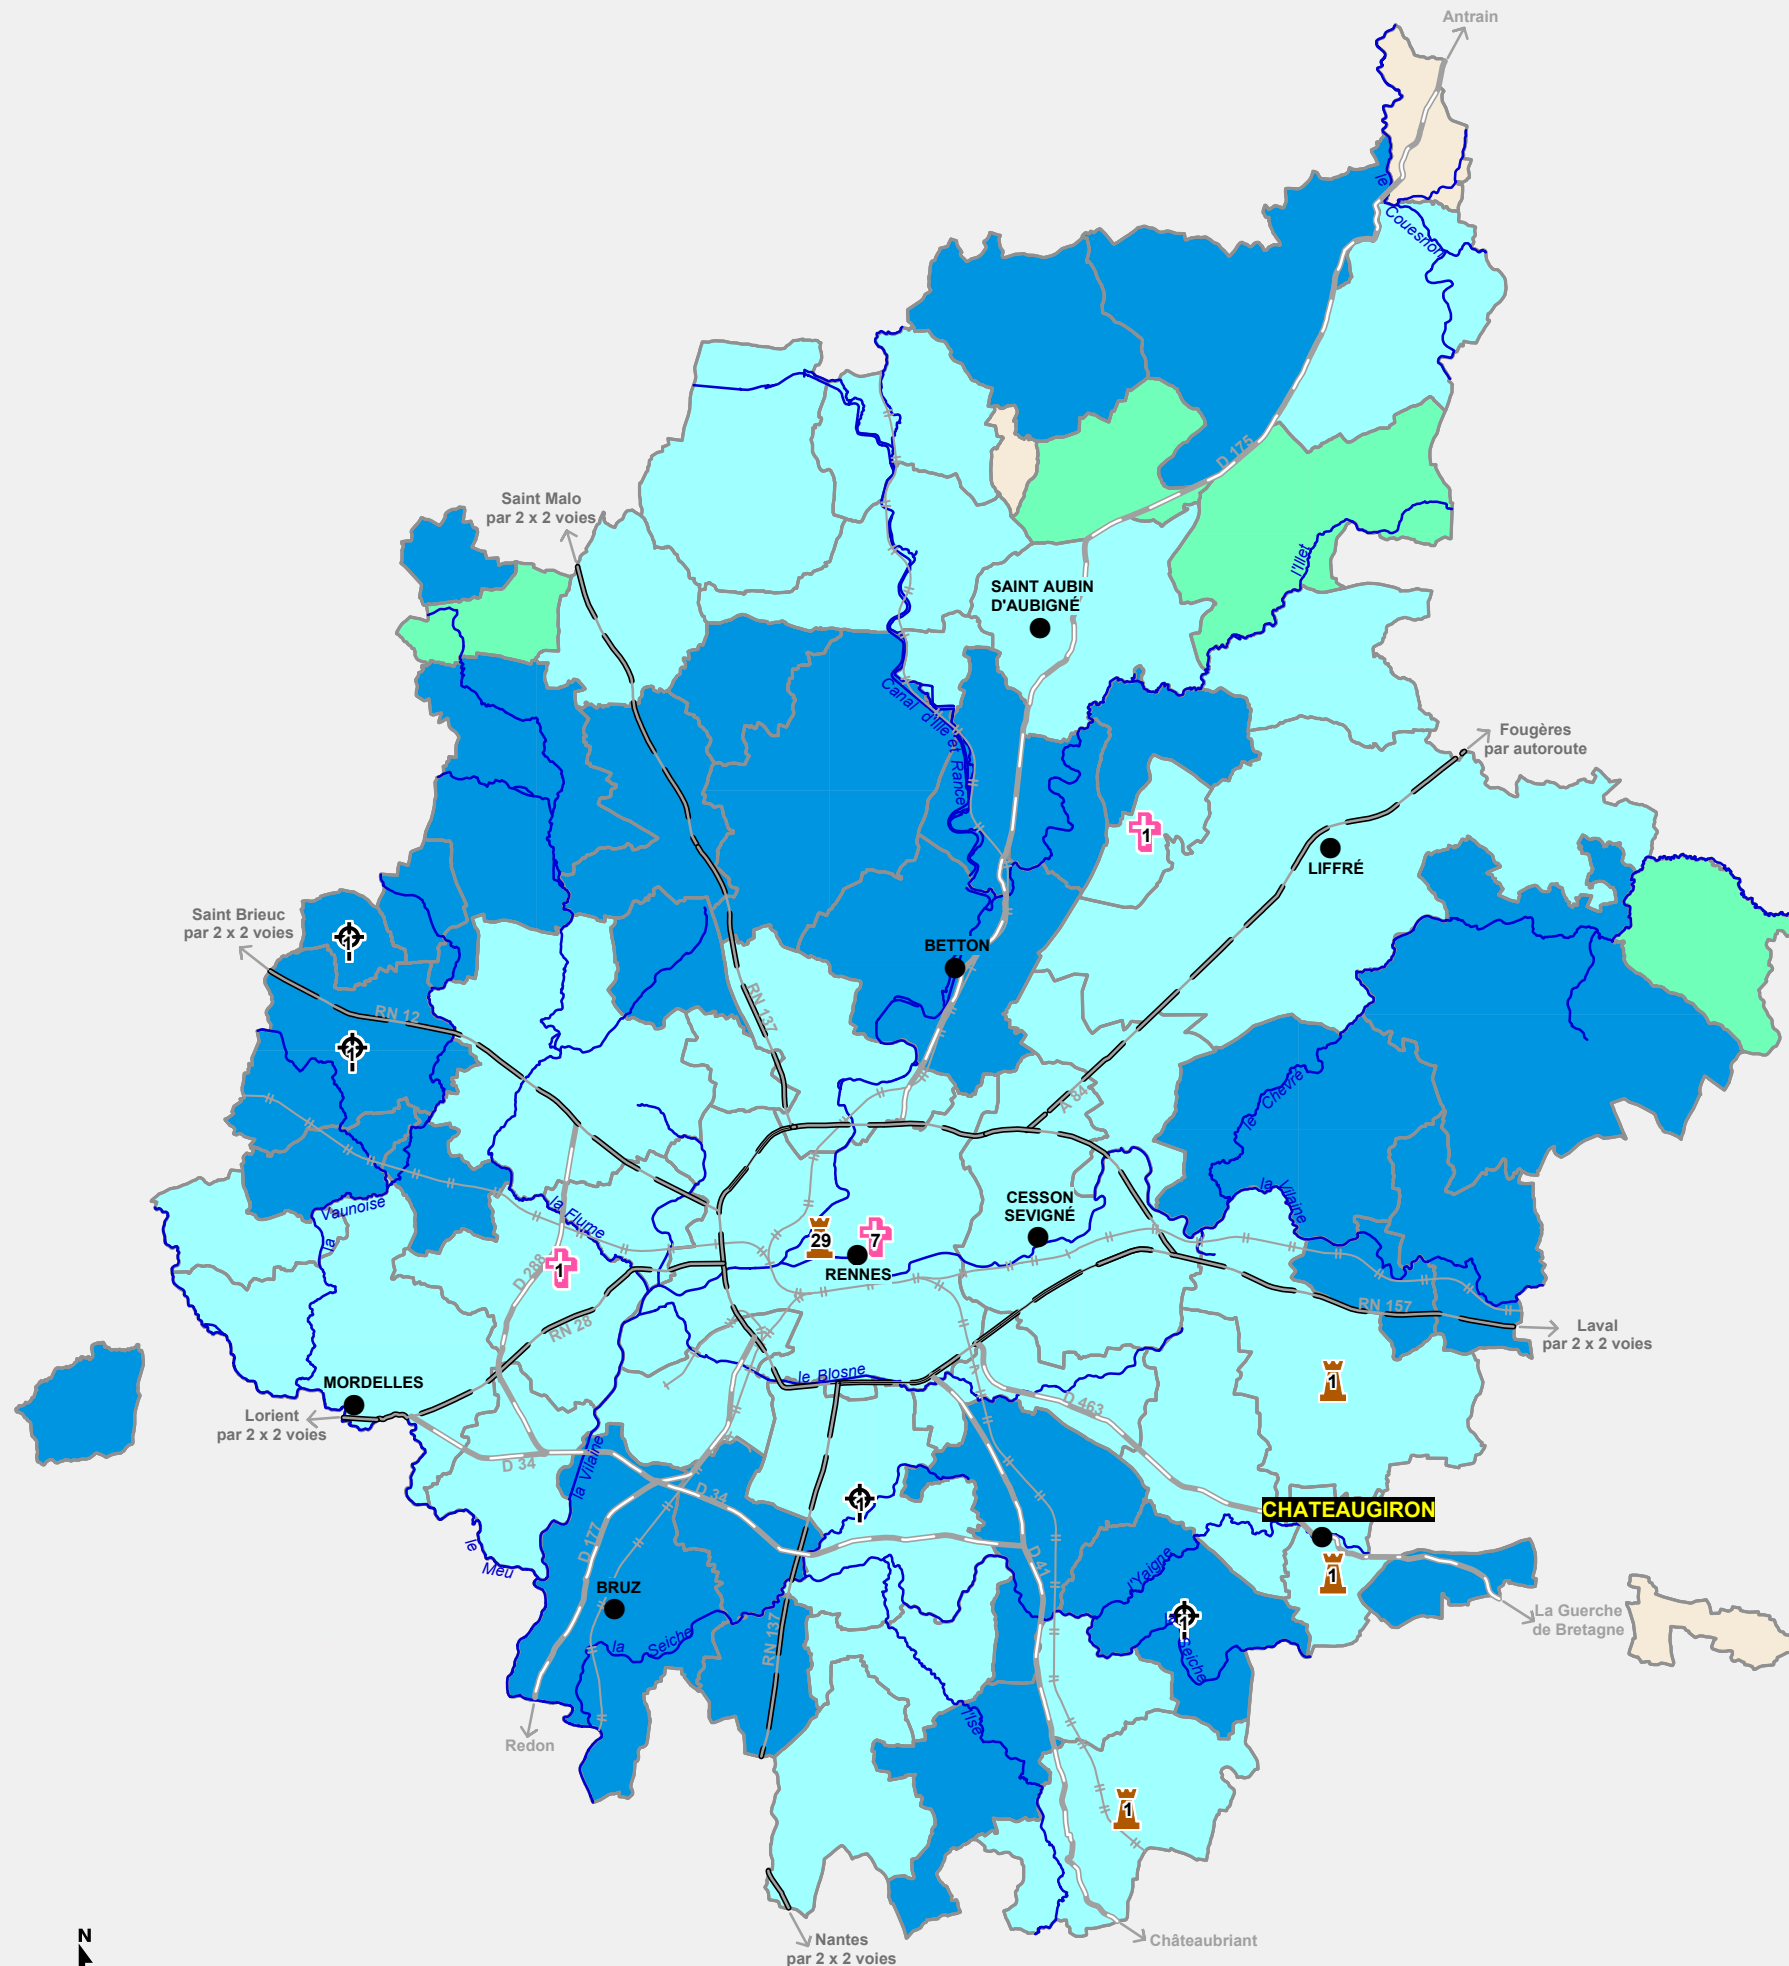 Antrain
le
Couesnon
D 175
Saint Malo
par 2 x 2 voies
l'Illet
SAINT AUBIN
D'AUBIGNÉ
Canal d'Ille et Rance
Fougères
par autoroute
1
LIFFRÉ
Saint Brieuc
par 2 x 2 voies
1
BETTON
RN 137
RN 12
1
A 84
le Chevré
la Vaunoise
la Flume
CESSON
SEVIGNÉ
la Vilaine
29
7
RENNES
D 288
1
RN 28
RN 157
Laval
par 2 x 2 voies
le Blosne
1
MORDELLES
Lorient
par 2 x 2 voies
D 463
D 34
la Vilaine
D 34
1
CHATEAUGIRON
le Meu
D 177
D 41
l'Yaigne
1
BRUZ
1
La Guerche
de Bretagne
la Seiche
RN 137
Seiche
l'Ise
Redon
1
N
Nantes
par 2 x 2 voies
Châteaubriant